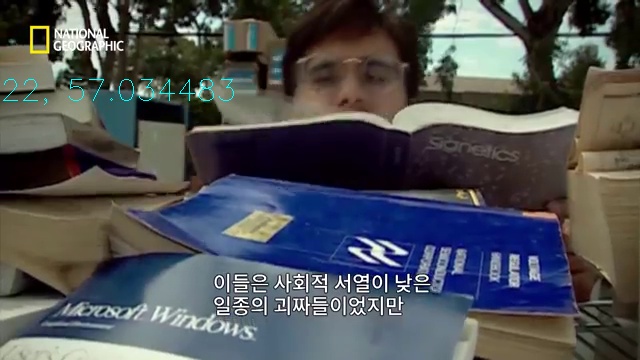 NATIONAL
GEOGRAPHIC
22, 57.034483
signetics
Microsoft Windows
이들은 사회적 서열이 낮은
일종의 괴짜들이었지만